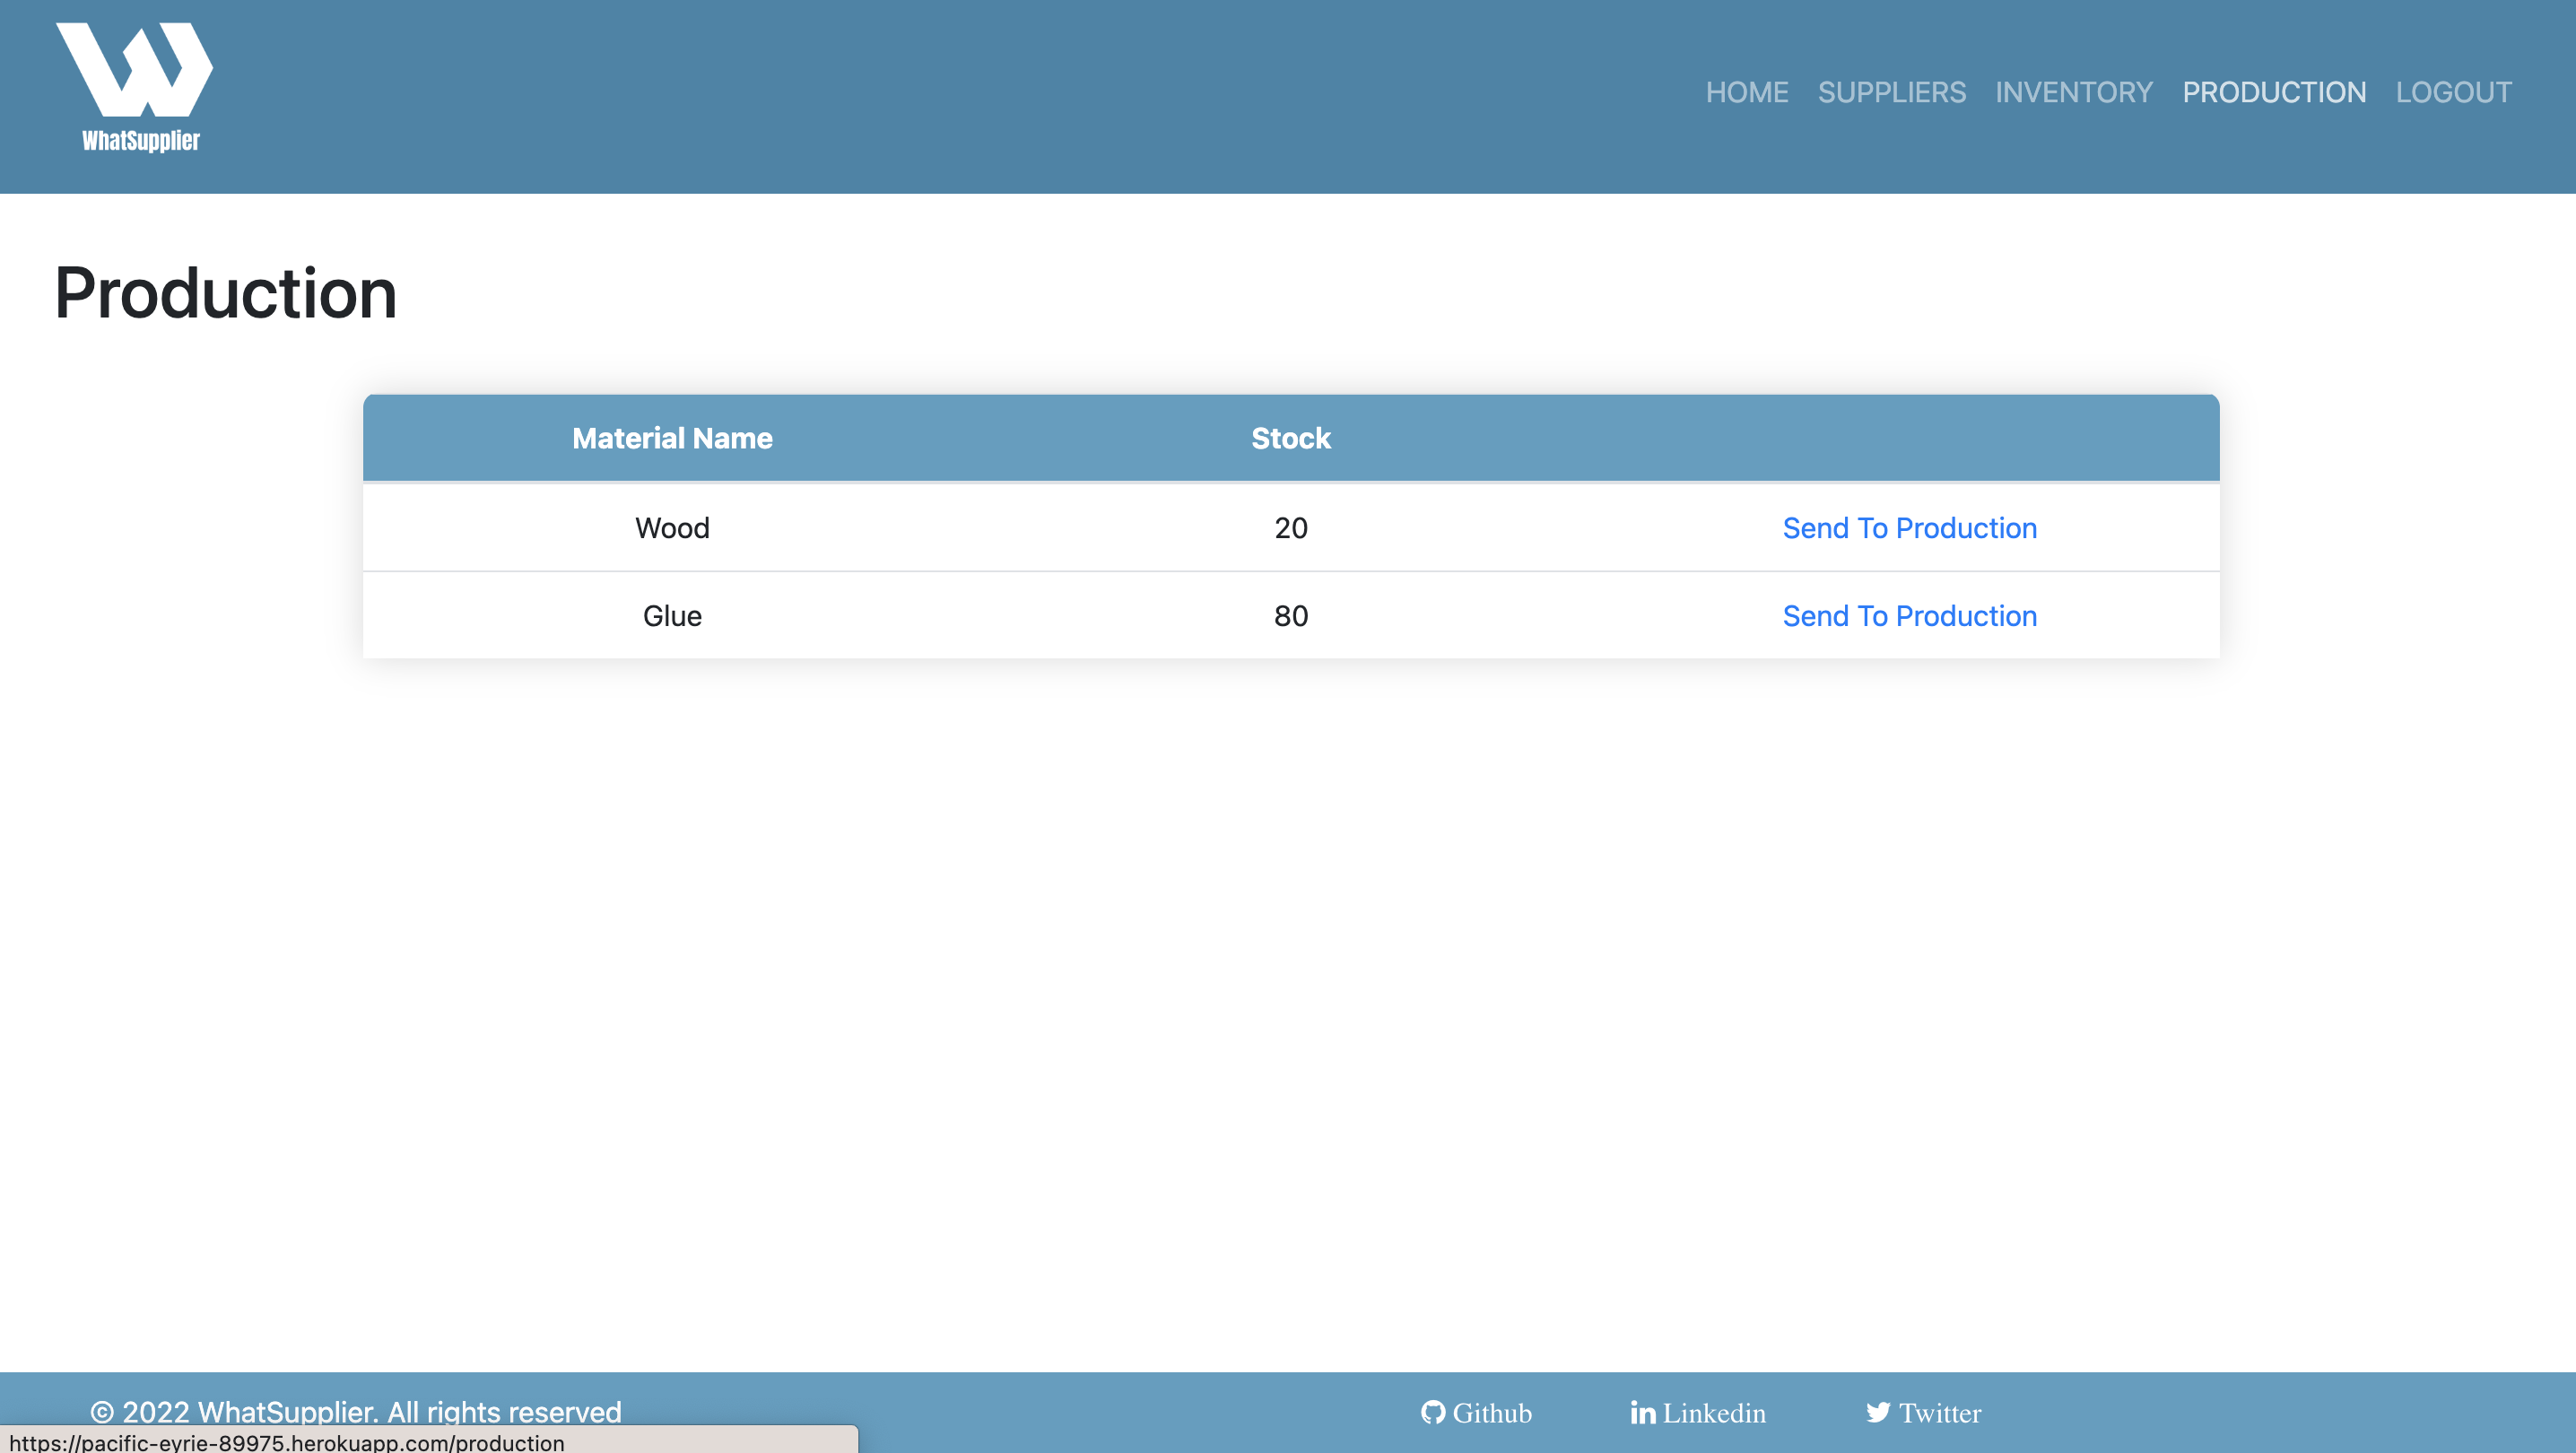 WhatSupplier
HOME SUPPLIERS INVENTORY PRODUCTION LOGOUT
Production
Material Name Stock
Wood 20 Send To Production
Glue 80 Send To Production
© 2022 WhatSupplier. All rights reserved Github Linkedin Twitter
https://pacific-eyrie-89975.herokuapp.com/production